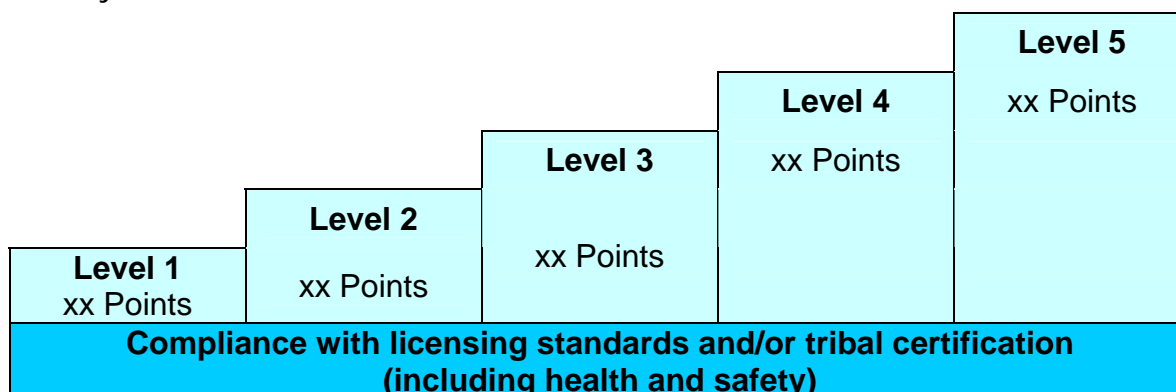 Level 5
xx Points
Level 4
xx Points
Level 3
xx Points
Level 2
xx Points
Level 1
xx Points
Compliance with licensing standards and/or tribal certification
(including health and safety)